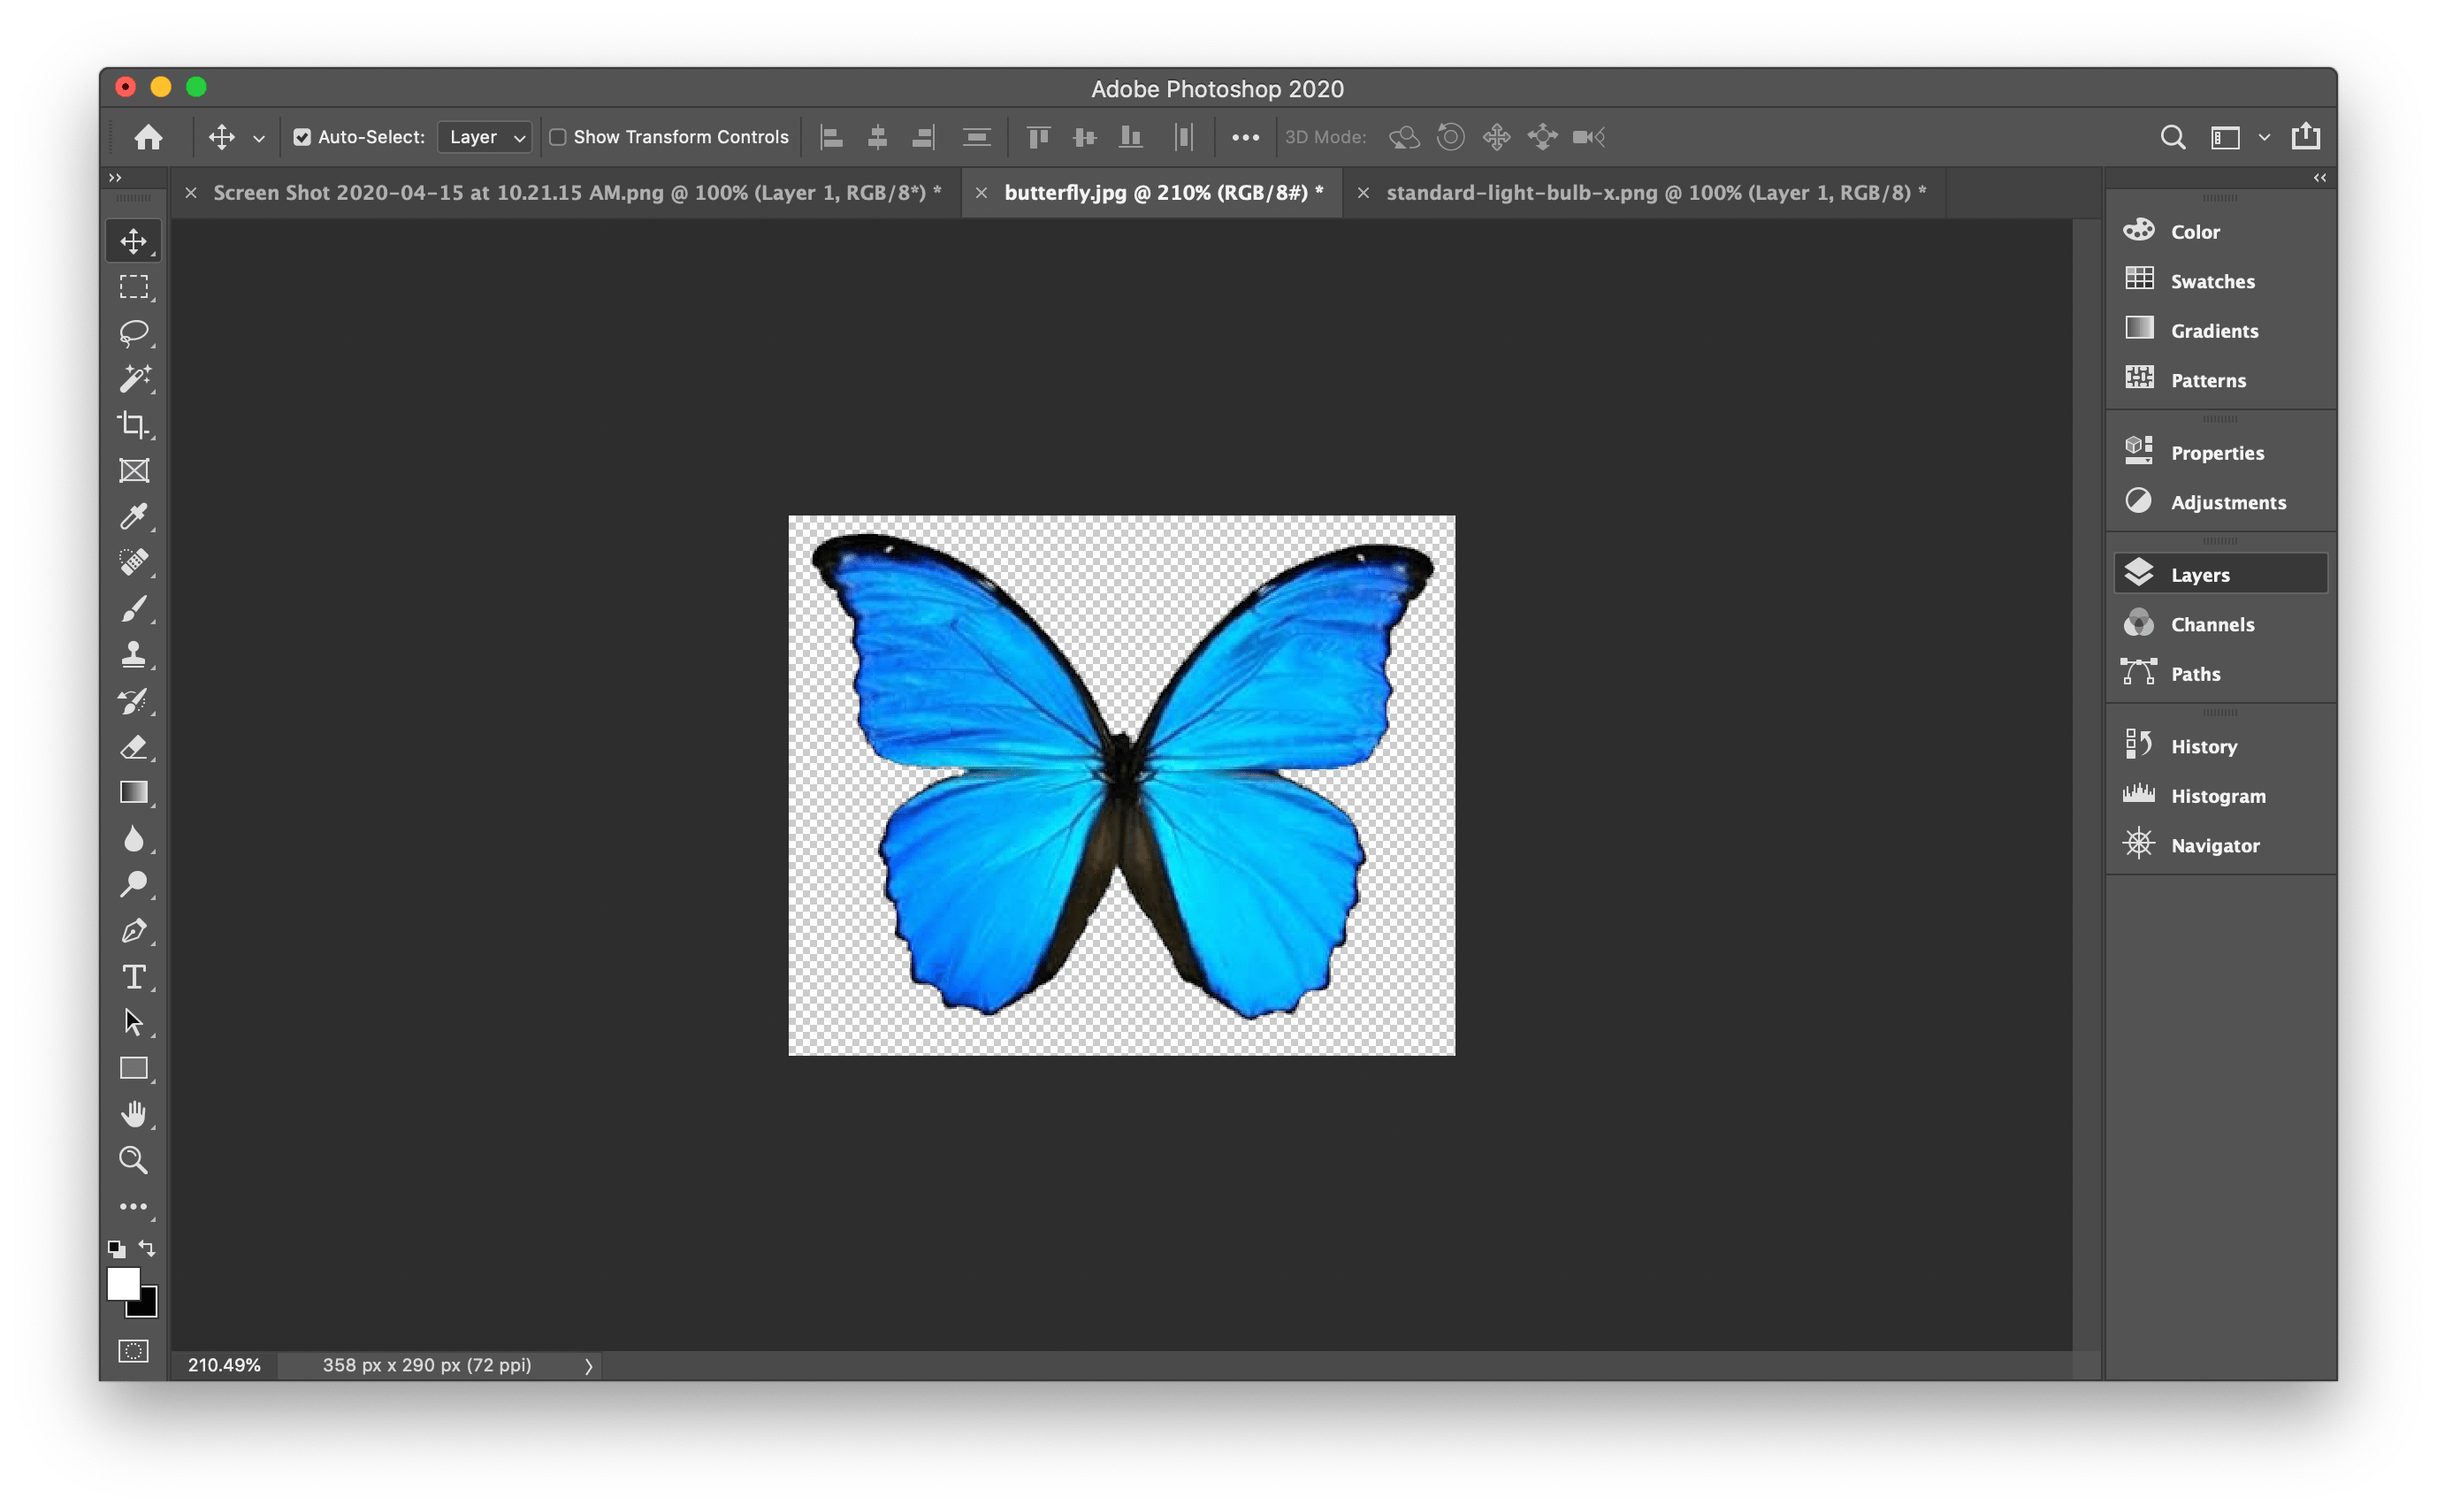 Adobe Photoshop 2020
Auto-Select: Layer Show Transform Controls 3D Mode:
Screen Shot 2020-04-15 at 10.21.15 AM.png @ 100% (Layer 1, RGB/8*) * butterfly.jpg @ 210% (RGB/8#) * standard-light-bulb-x.png @ 100% (Layer 1, RGB/8) *
Color
Swatches
Gradients
Patterns
Properties
Adjustments
Layers
Channels
Paths
History
Histogram
Navigator
210.49% 358 px x 290 px (72 ppi)